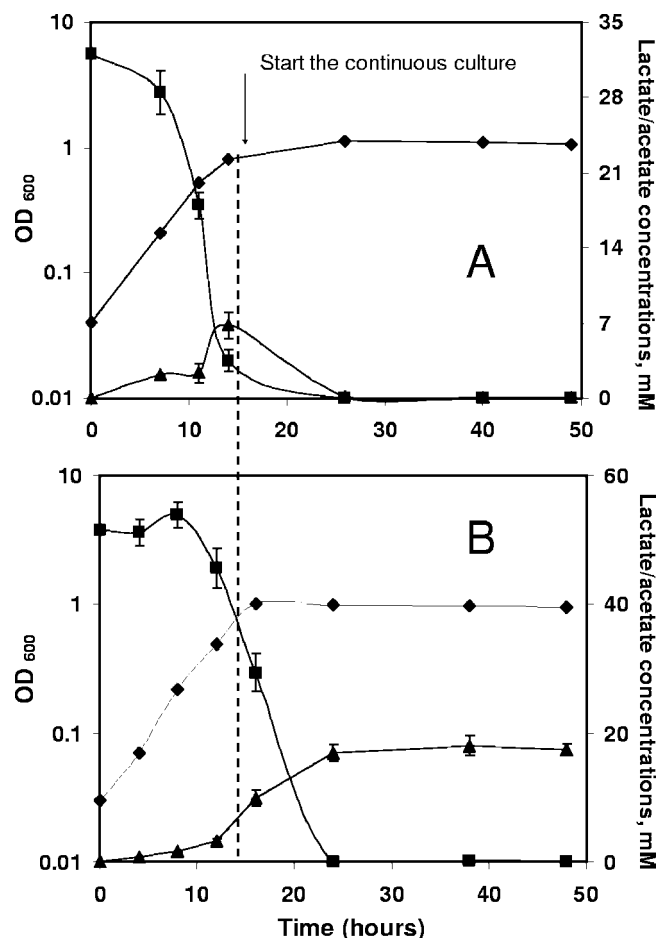 10
1
0.1
0.01
OD 600
35
28
21
14
7
0
Lactate/acetate concentrations, mM
Start the continuous culture
A
0 10 20 30 40 50
10
1
0.1
0.01
OD 600
60
40
20
0
Lactate/acetate concentrations, mM
B
0 10 20 30 40 50
Time (hours)